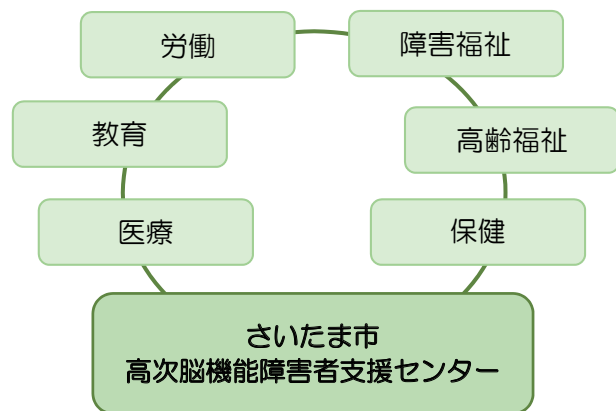 労働
障害福祉
教育
高齢福祉
医療
保健
さいたま市
高次脳機能障害者支援センター